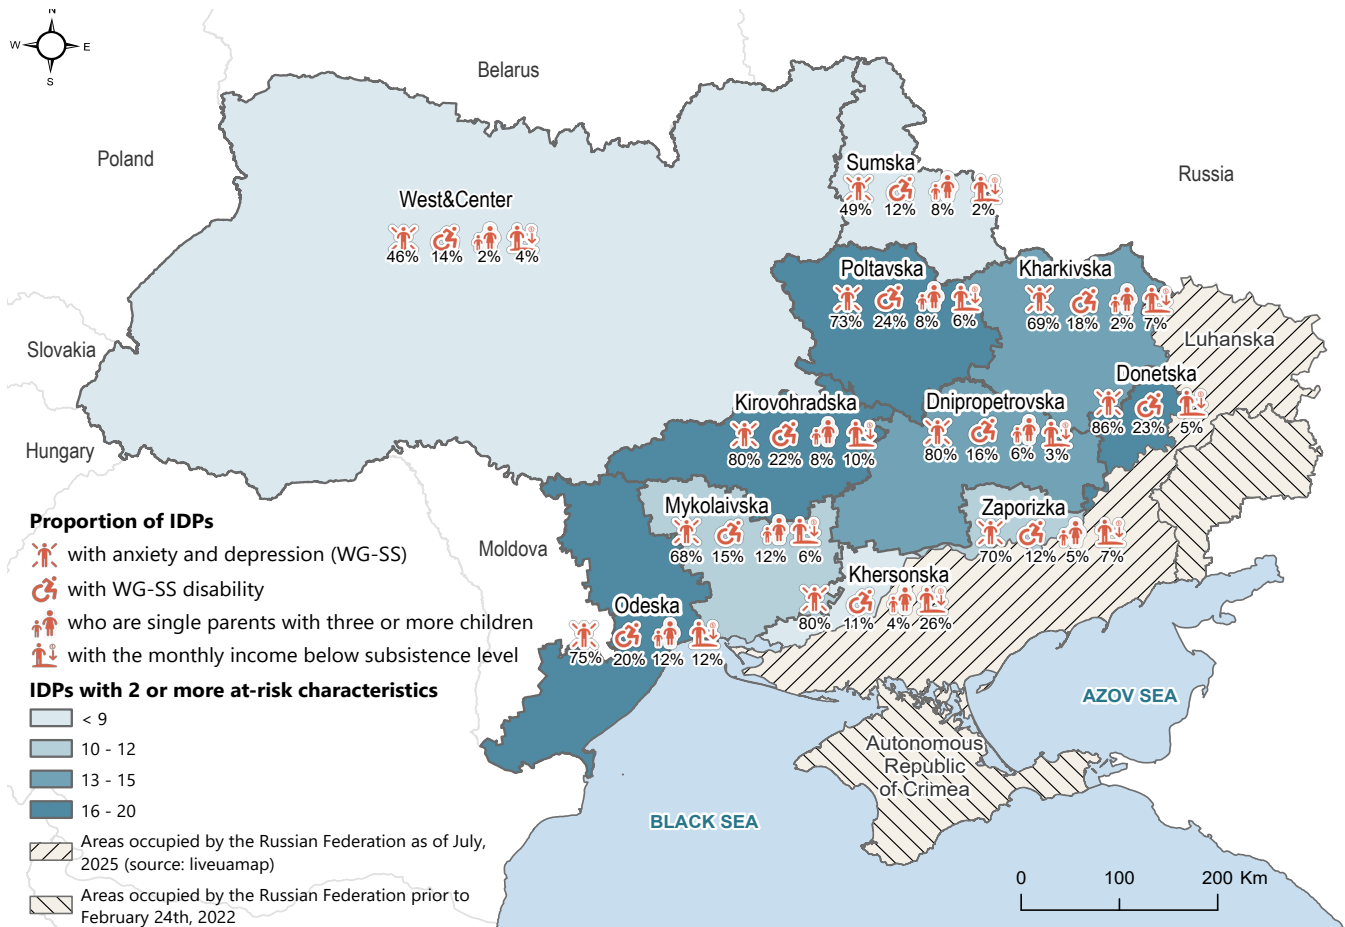 N
W E
S
Belarus
Poland
Russia
Slovakia
Hungary
Moldova
West&Center
46% 14% 2% 4%
Sumska
49% 12% 8% 2%
Poltavska
73% 24% 8% 6%
Kharkivska
69% 18% 2% 7%
Luhanska
Donetska
86% 23% 5%
Kirovohradska
80% 22% 8% 10%
Dnipropetrovska
80% 16% 6% 3%
Mykolaivska
68% 15% 12% 6%
Zaporizka
70% 12% 5% 7%
Khersonska
80% 11% 4% 26%
Odeska
75% 20% 12% 12%
AZOV SEA
Autonomous
Republic
of Crimea
BLACK SEA
Proportion of IDPs
with anxiety and depression (WG-SS)
with WG-SS disability
who are single parents with three or more children
with the monthly income below subsistence level
IDPs with 2 or more at-risk characteristics
< 9
10 - 12
13 - 15
16 - 20
Areas occupied by the Russian Federation as of July,
2025 (source: liveuamap)
Areas occupied by the Russian Federation prior to
February 24th, 2022
0 100 200 Km